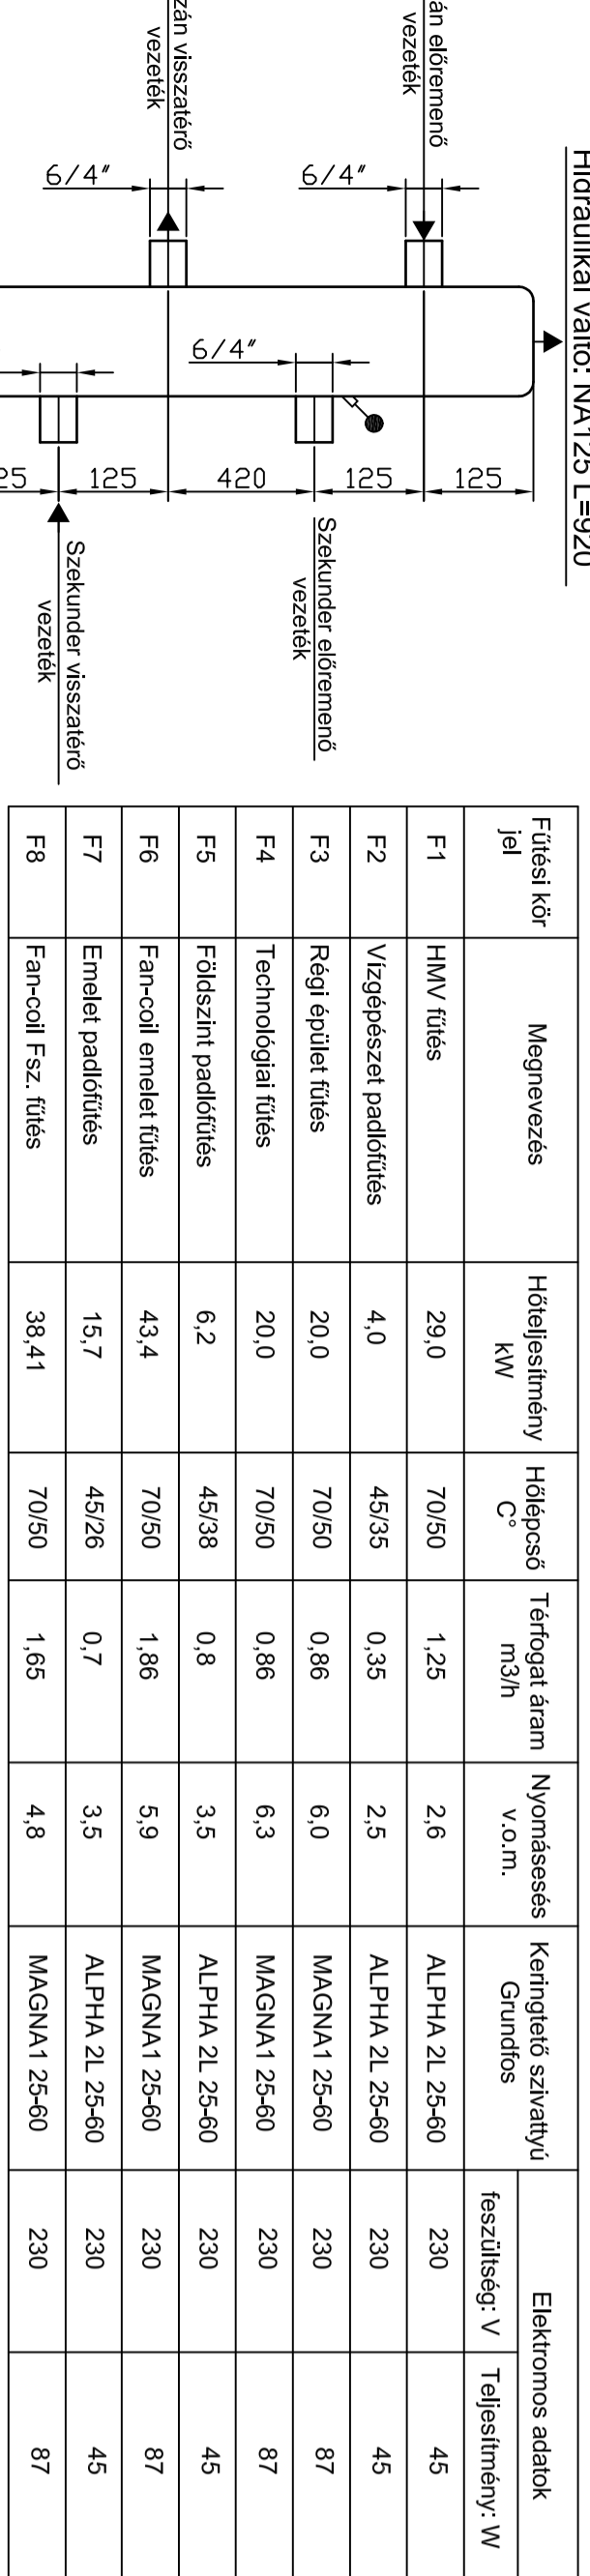 Hidraulikai váltó: NA125 L=920
án előremenő
vezeték
zán visszatérő
vezeték
6/4"
6/4"
6/4"
125
125
420
125
25
Szekunder előremenő
vezeték
Szekunder visszatérő
vezeték
Fűtési kör jel Megnevezés Hőteljesítmény kW Hőlépcső C° Térfogat áram m3/h Nyomásesés v.o.m. Keringtető szivattyú Grundfos Elektromos adatok
feszültség: V Teljesítmény: W
F1 HMV fűtés 29,0 70/50 1,25 2,6 ALPHA 2L 25-60 230 45
F2 Vízgépészet padlófűtés 4,0 45/35 0,35 2,5 ALPHA 2L 25-60 230 45
F3 Régi épület fűtés 20,0 70/50 0,86 6,0 MAGNA1 25-60 230 87
F4 Technológiai fűtés 20,0 70/50 0,86 6,3 MAGNA1 25-60 230 87
F5 Földszint padlófűtés 6,2 45/38 0,8 3,5 ALPHA 2L 25-60 230 45
F6 Fan-coil emelet fűtés 43,4 70/50 1,86 5,9 MAGNA1 25-60 230 87
F7 Emelet padlófűtés 15,7 45/26 0,7 3,5 ALPHA 2L 25-60 230 45
F8 Fan-coil Fsz. fűtés 38,41 70/50 1,65 4,8 MAGNA1 25-60 230 87